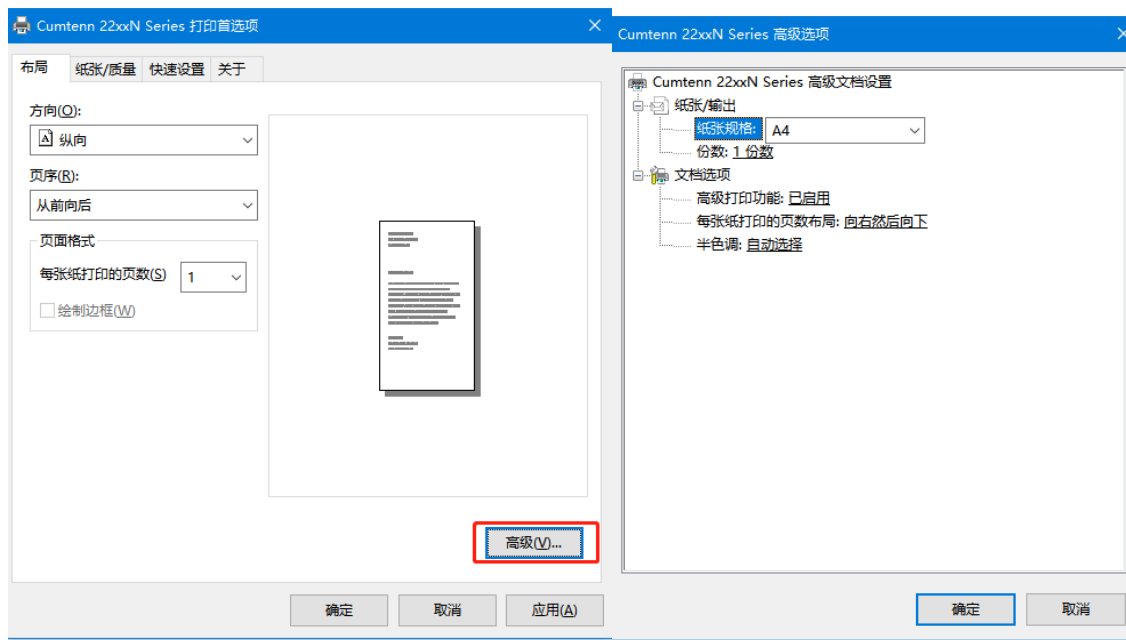 Cumtenn 22xxN Series 打印首选项
布局 纸张/质量 快速设置 关于
方向(O):
纵向
页序(R):
从前向后
页面格式
每张纸打印的页数(S) 1
绘制边框(W)
高级(V)...
确定 取消 应用(A)
Cumtenn 22xxN Series 高级选项
Cumtenn 22xxN Series 高级文档设置
纸张/输出
纸张规格: A4
份数: 1 份数
文档选项
高级打印功能: 已启用
每张纸打印的页数布局: 向右然后向下
半色调: 自动选择
确定 取消